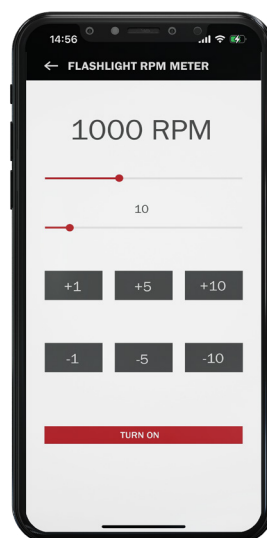 14:56
← FLASHLIGHT RPM METER
1000 RPM
10
+1 +5 +10
-1 -5 -10
TURN ON